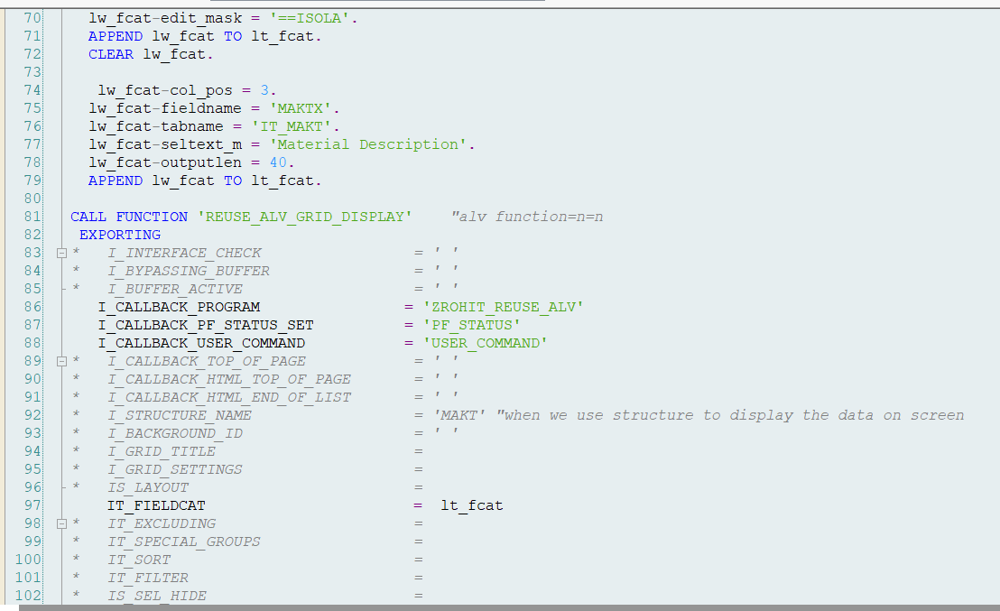 70 lw_fcat-edit_mask = '==ISOLA'.
71 APPEND lw_fcat TO lt_fcat.
72 CLEAR lw_fcat.
73
74 lw_fcat-col_pos = 3.
75 lw_fcat-fieldname = 'MAKTX'.
76 lw_fcat-tabname = 'IT_MAKT'.
77 lw_fcat-seltext_m = 'Material Description'.
78 lw_fcat-outputlen = 40.
79 APPEND lw_fcat TO lt_fcat.
80
81 CALL FUNCTION 'REUSE_ALV_GRID_DISPLAY' "alv function=n=n
82 EXPORTING
83 * I_INTERFACE_CHECK = ' '
84 * I_BYPASSING_BUFFER = ' '
85 * I_BUFFER_ACTIVE = ' '
86 I_CALLBACK_PROGRAM = 'ZROHIT_REUSE_ALV'
87 I_CALLBACK_PF_STATUS_SET = 'PF_STATUS'
88 I_CALLBACK_USER_COMMAND = 'USER_COMMAND'
89 * I_CALLBACK_TOP_OF_PAGE = ' '
90 * I_CALLBACK_HTML_TOP_OF_PAGE = ' '
91 * I_CALLBACK_HTML_END_OF_LIST = ' '
92 * I_STRUCTURE_NAME = 'MAKT' "when we use structure to display the data on screen
93 * I_BACKGROUND_ID = ' '
94 * I_GRID_TITLE =
95 * I_GRID_SETTINGS =
96 * IS_LAYOUT =
97 IT_FIELDCAT = lt_fcat
98 * IT_EXCLUDING =
99 * IT_SPECIAL_GROUPS =
100 * IT_SORT =
101 * IT_FILTER =
102 * IS_SEL_HIDE =